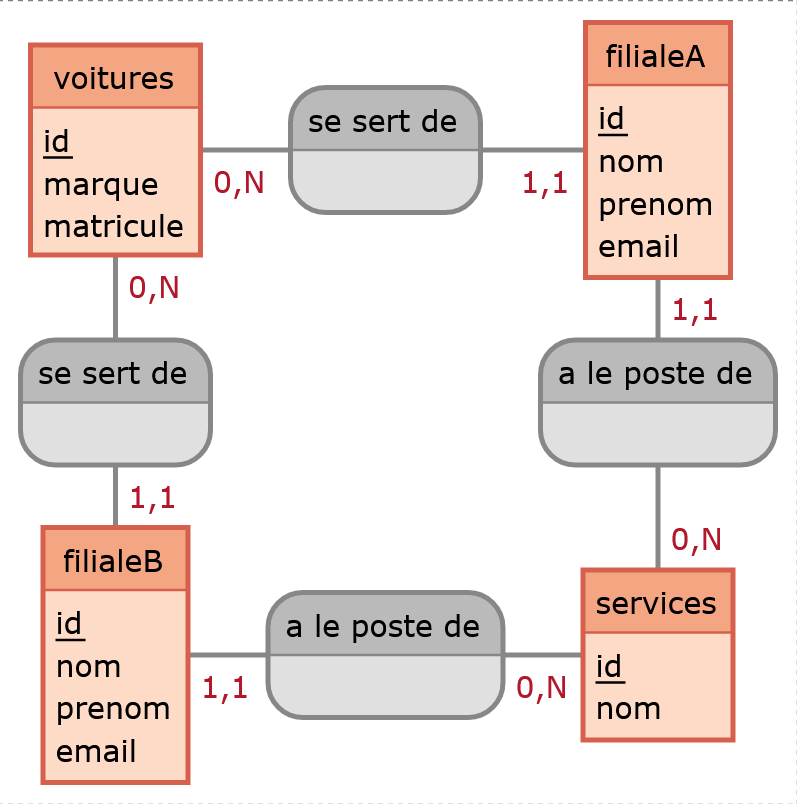 voitures
id
marque
matricule
0,N
se sert de
1,1
filialeA
id
nom
prenom
email
0,N
se sert de
1,1
1,1
a le poste de
0,N
filialeB
id
nom
prenom
email
1,1
a le poste de
0,N
services
id
nom